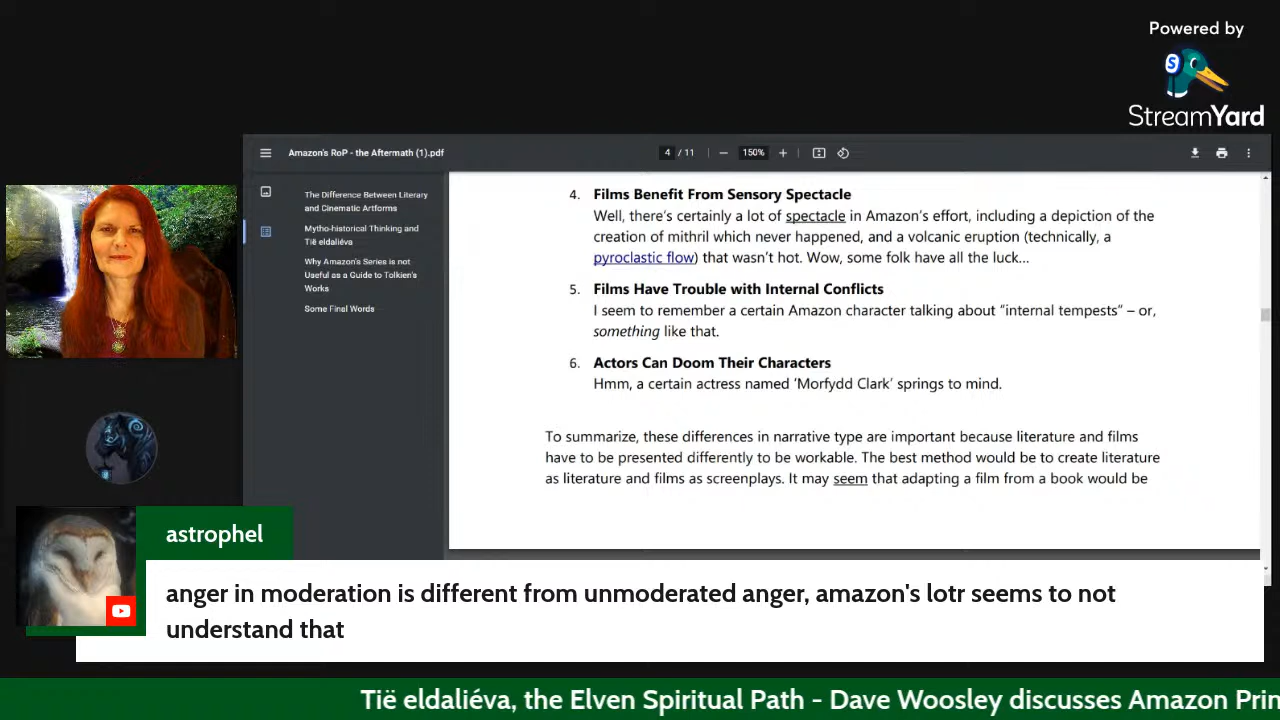 Powered by
S
StreamYard
Amazon's RoP - the Aftermath (1).pdf
4 / 11
150%
The Difference Between Literary
and Cinematic Artforms
Mytho-historical Thinking and
Tië eldaliéva
Why Amazon's Series is not
Useful as a Guide to Tolkien's
Works
Some Final Words
4. Films Benefit From Sensory Spectacle
Well, there's certainly a lot of spectacle in Amazon's effort, including a depiction of the
creation of mithril which never happened, and a volcanic eruption (technically, a
pyroclastic flow) that wasn't hot. Wow, some folk have all the luck...
5. Films Have Trouble with Internal Conflicts
I seem to remember a certain Amazon character talking about “internal tempests” – or,
something like that.
6. Actors Can Doom Their Characters
Hmm, a certain actress named ‘Morfydd Clark’ springs to mind.
To summarize, these differences in narrative type are important because literature and films
have to be presented differently to be workable. The best method would be to create literature
as literature and films as screenplays. It may seem that adapting a film from a book would be
astrophel
anger in moderation is different from unmoderated anger, amazon's lotr seems to not
understand that
Tië eldaliéva, the Elven Spiritual Path - Dave Woosley discusses Amazon Prin